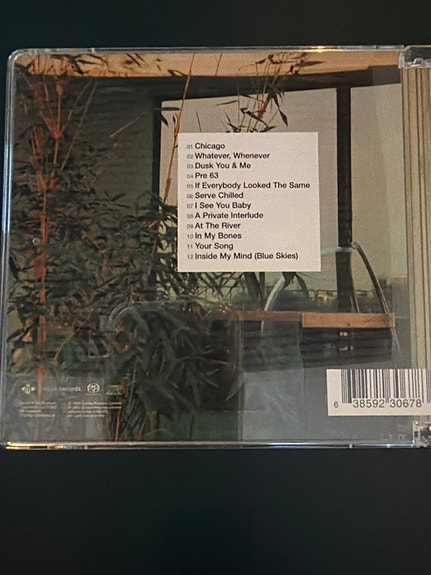 01 Chicago
02 Whatever, Whenever
03 Dusk You & Me
04 Pre 63
05 If Everybody Looked The Same
06 Serve Chilled
07 I See You Baby
08 A Private Interlude
09 At The River
10 In My Bones
11 Your Song
12 Inside My Mind (Blue Skies)
records
6 38592 30678